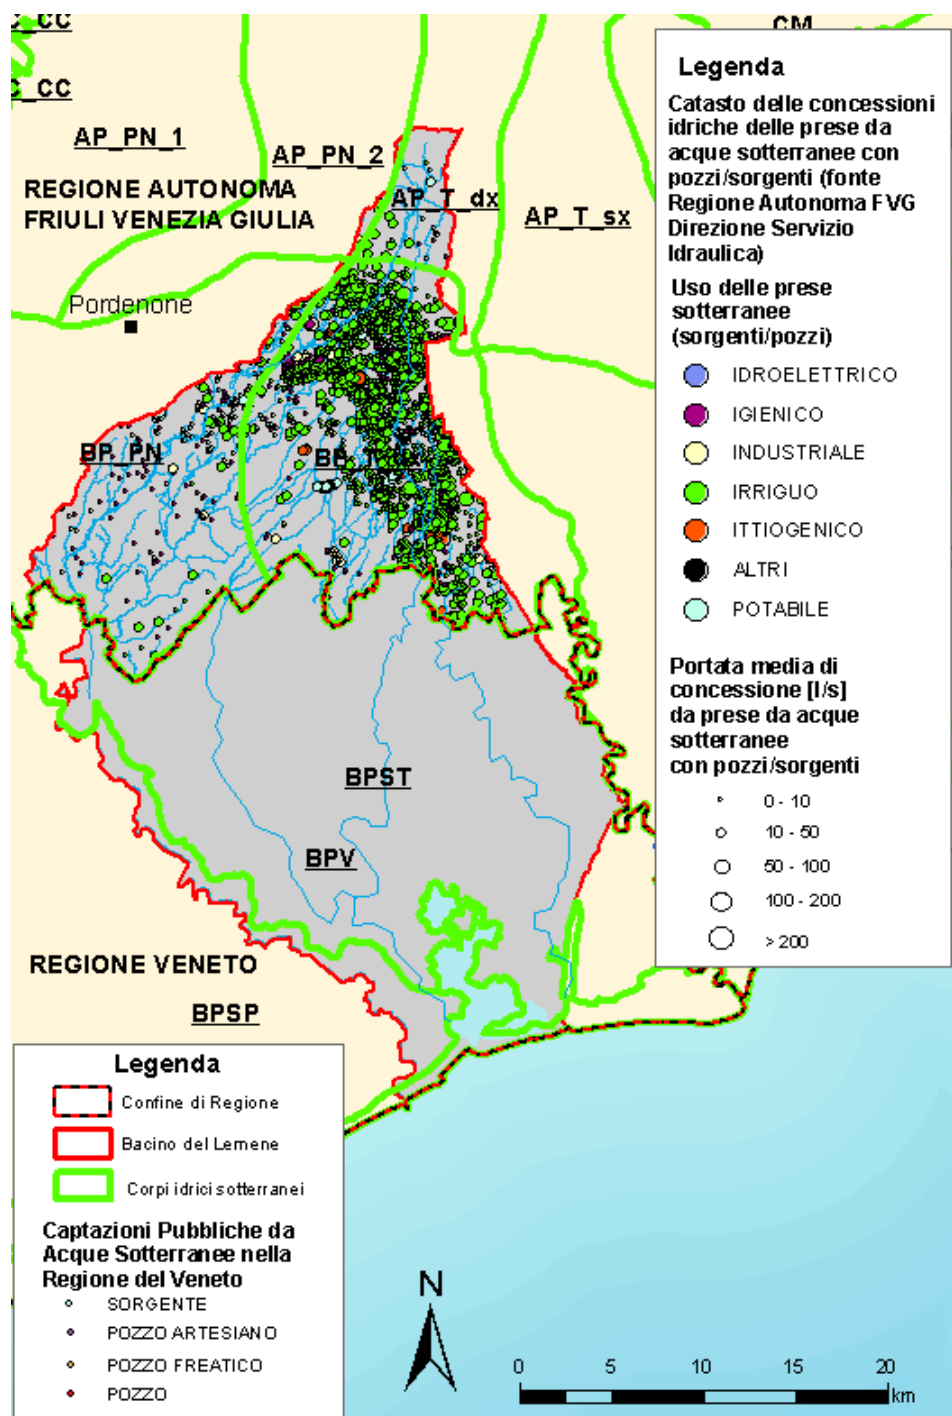 C_CC
CM
C_CC
AP_PN_1
AP_PN_2
REGIONE AUTONOMA
FRIULI VENEZIA GIULIA
AP_T_dx
AP_T_sx
Pordenone
BP_PN
BPST
BPV
REGIONE VENETO
BPSP
Legenda
Catasto delle concessioni
idriche delle prese da
acque sotterranee con
pozzi/sorgenti (fonte
Regione Autonoma FVG
Direzione Servizio
Idraulica)
Uso delle prese
sotterranee
(sorgenti/pozzi)
IDROELETTRICO
IGIENICO
INDUSTRIALE
IRRIGUO
ITTIOGENICO
ALTRI
POTABILE
Portata media di
concessione [l/s]
da prese da acque
sotterranee
con pozzi/sorgenti
0 - 10
10 - 50
50 - 100
100 - 200
> 200
Legenda
Confine di Regione
Bacino del Lemene
Corpi idrici sotterranei
Captazioni Pubbliche da
Acque Sotterranee nella
Regione del Veneto
SORGENTE
POZZO ARTESIANO
POZZO FREATICO
POZZO
N
0 5 10 15 20
km